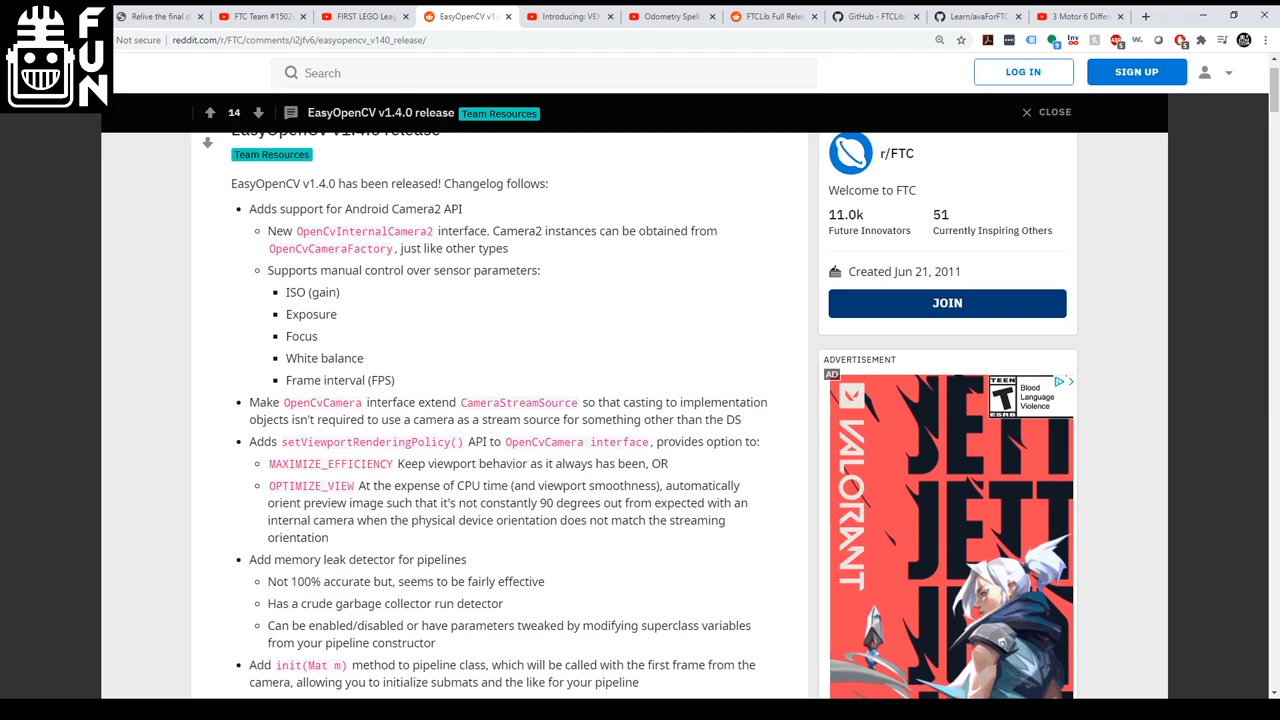 Relive the final d
FTC Team #1502
FIRST LEGO Leag
EasyOpenCV v1.4
Introducing: VEX
Odometry Spell
FTCLib Full Relea
GitHub - FTCLib/
LearnJavaForFTC
3 Motor 6 Differ
FUN
Not secure
reddit.com/r/FTC/comments/i2jfv6/easyopencv_v140_release/
Search
LOG IN
SIGN UP
14
EasyOpenCV v1.4.0 release
Team Resources
CLOSE
EasyOpenCV v1.4.0 release
Team Resources
EasyOpenCV v1.4.0 has been released! Changelog follows:
• Adds support for Android Camera2 API
New OpenCvInternalCamera2 interface. Camera2 instances can be obtained from
OpenCvCameraFactory, just like other types
Supports manual control over sensor parameters:
ISO (gain)
Exposure
Focus
White balance
Frame interval (FPS)
• Make OpenCvCamera interface extend CameraStreamSource so that casting to implementation
objects isn't required to use a camera as a stream source for something other than the DS
• Adds setViewportRenderingPolicy() API to OpenCvCamera interface, provides option to:
MAXIMIZE_EFFICIENCY Keep viewport behavior as it always has been, OR
OPTIMIZE_VIEW At the expense of CPU time (and viewport smoothness), automatically
orient preview image such that it's not constantly 90 degrees out from expected with an
internal camera when the physical device orientation does not match the streaming
orientation
• Add memory leak detector for pipelines
Not 100% accurate but, seems to be fairly effective
Has a crude garbage collector run detector
Can be enabled/disabled or have parameters tweaked by modifying superclass variables
from your pipeline constructor
• Add init(Mat m) method to pipeline class, which will be called with the first frame from the
camera, allowing you to initialize submats and the like for your pipeline
r/FTC
Welcome to FTC
11.0k
51
Future Innovators
Currently Inspiring Others
Created Jun 21, 2011
JOIN
ADVERTISEMENT
AD
TEEN
T
ESRB
Blood
Language
Violence
VALORANT
JETT
JETT
JETT